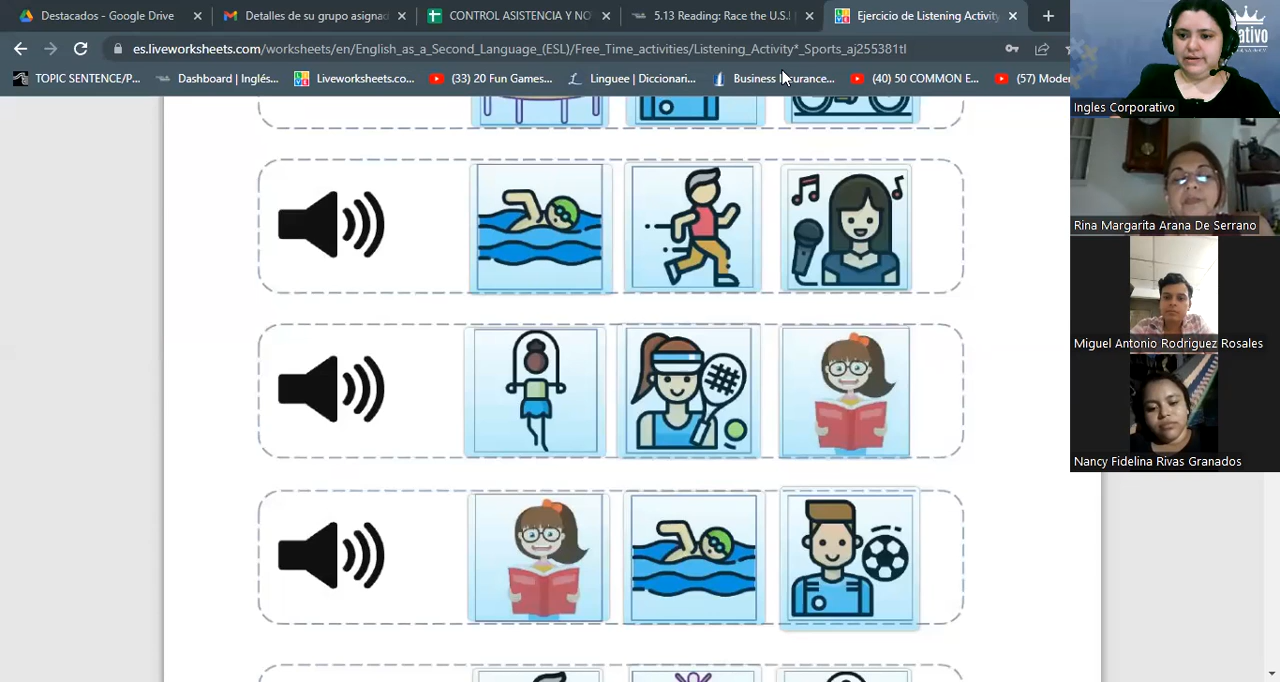 Destacados - Google Drive
Detalles de su grupo asignad
CONTROL ASISTENCIA Y NO
5.13 Reading: Race the U.S.
Ejercicio de Listening Activity
es.liveworksheets.com/worksheets/en/English_as_a_Second_Language_(ESL)/Free_Time_activities/Listening_Activity*_Sports_aj255381tl
TOPIC SENTENCE/P...
Dashboard | Inglés...
Liveworksheets.co...
(33) 20 Fun Games...
Linguee | Diccionari...
Business Insurance...
(40) 50 COMMON E...
(57) Moder
Ingles Corporativo
Rina Margarita Arana De Serrano
Miguel Antonio Rodriguez Rosales
Nancy Fidelina Rivas Granados